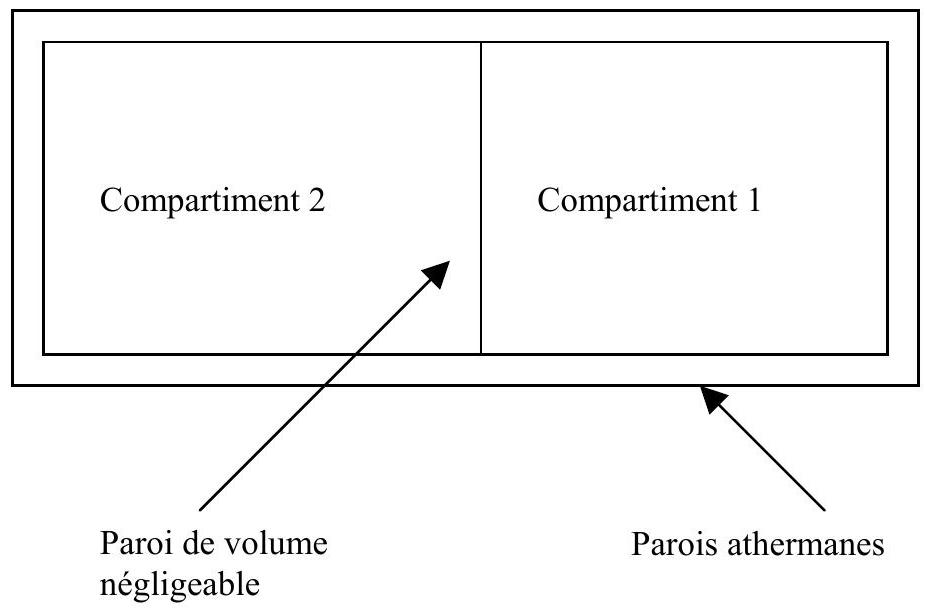 Compartiment 2
Compartiment 1
Paroi de volume
négligeable
Parois athermanes